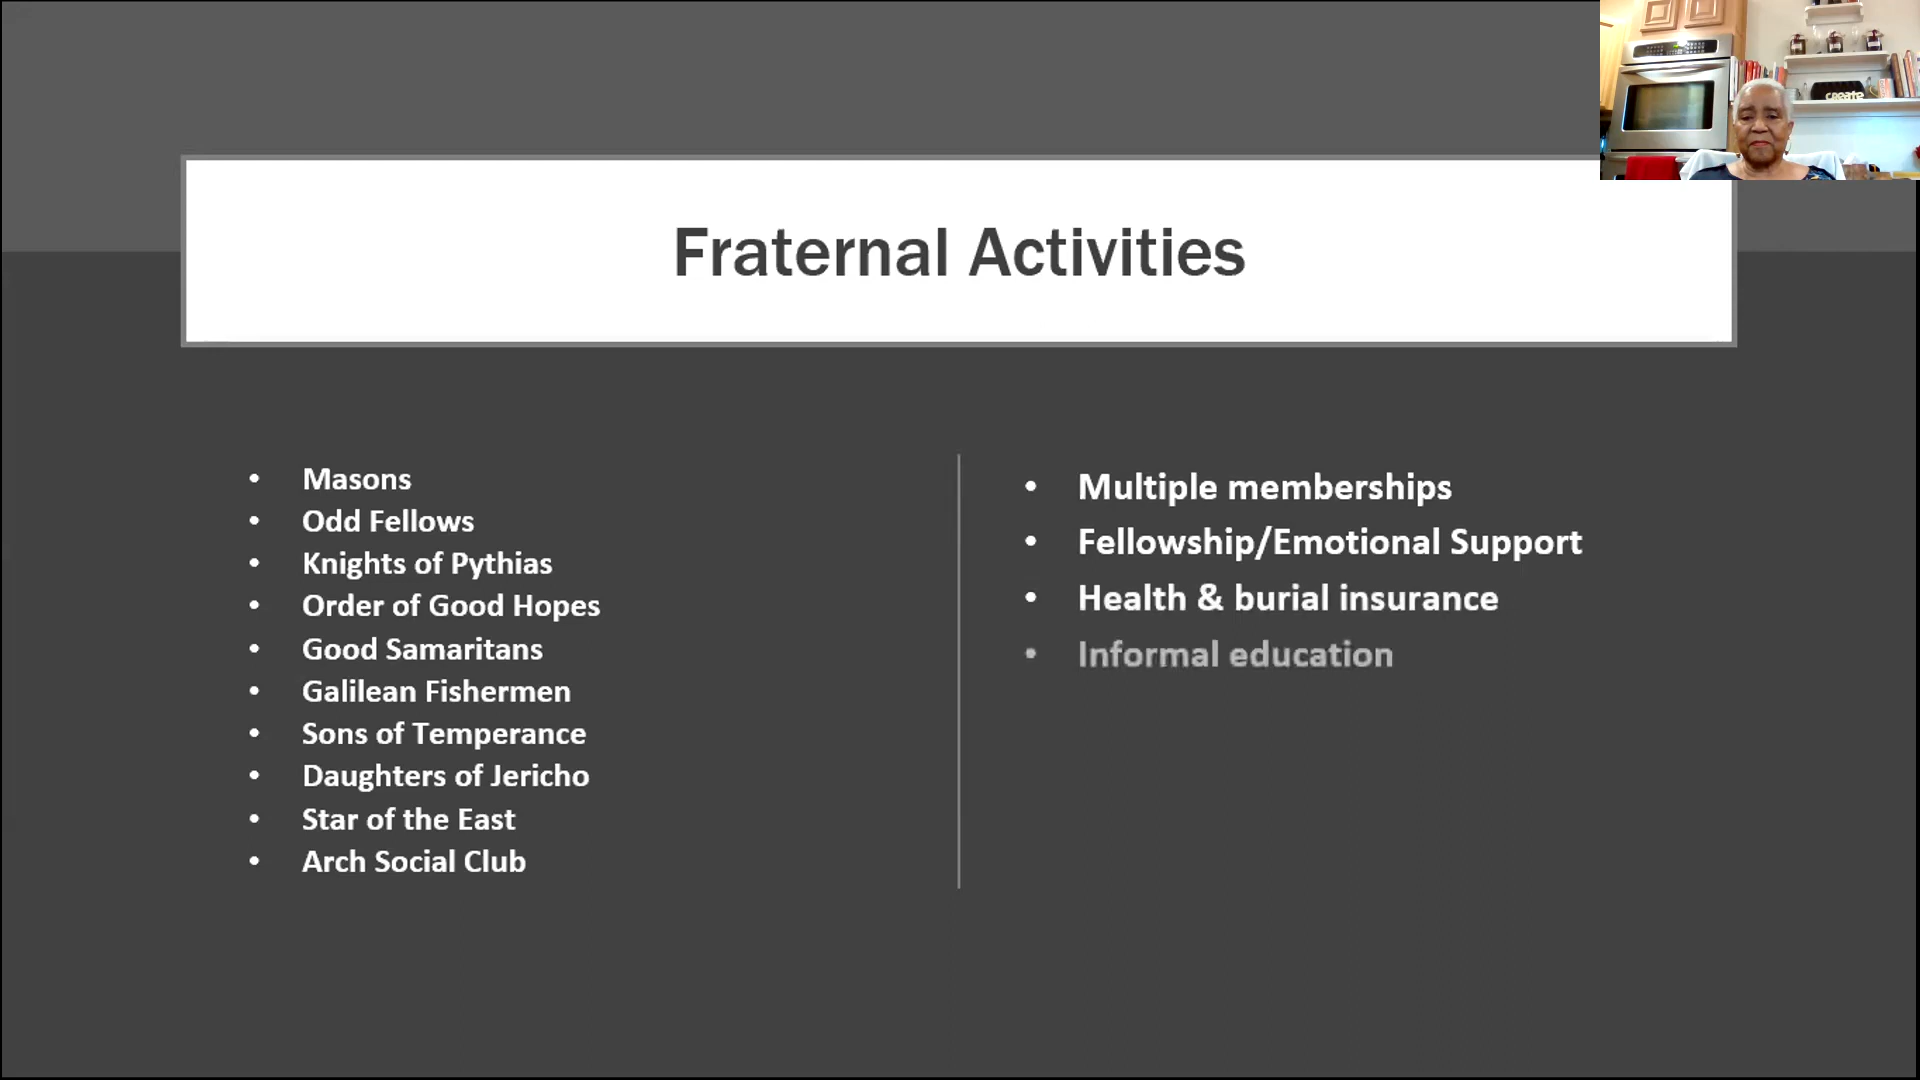 create
Fraternal Activities
• Masons
• Odd Fellows
• Knights of Pythias
• Order of Good Hopes
• Good Samaritans
• Galilean Fishermen
• Sons of Temperance
• Daughters of Jericho
• Star of the East
• Arch Social Club
• Multiple memberships
• Fellowship/Emotional Support
• Health & burial insurance
• Informal education